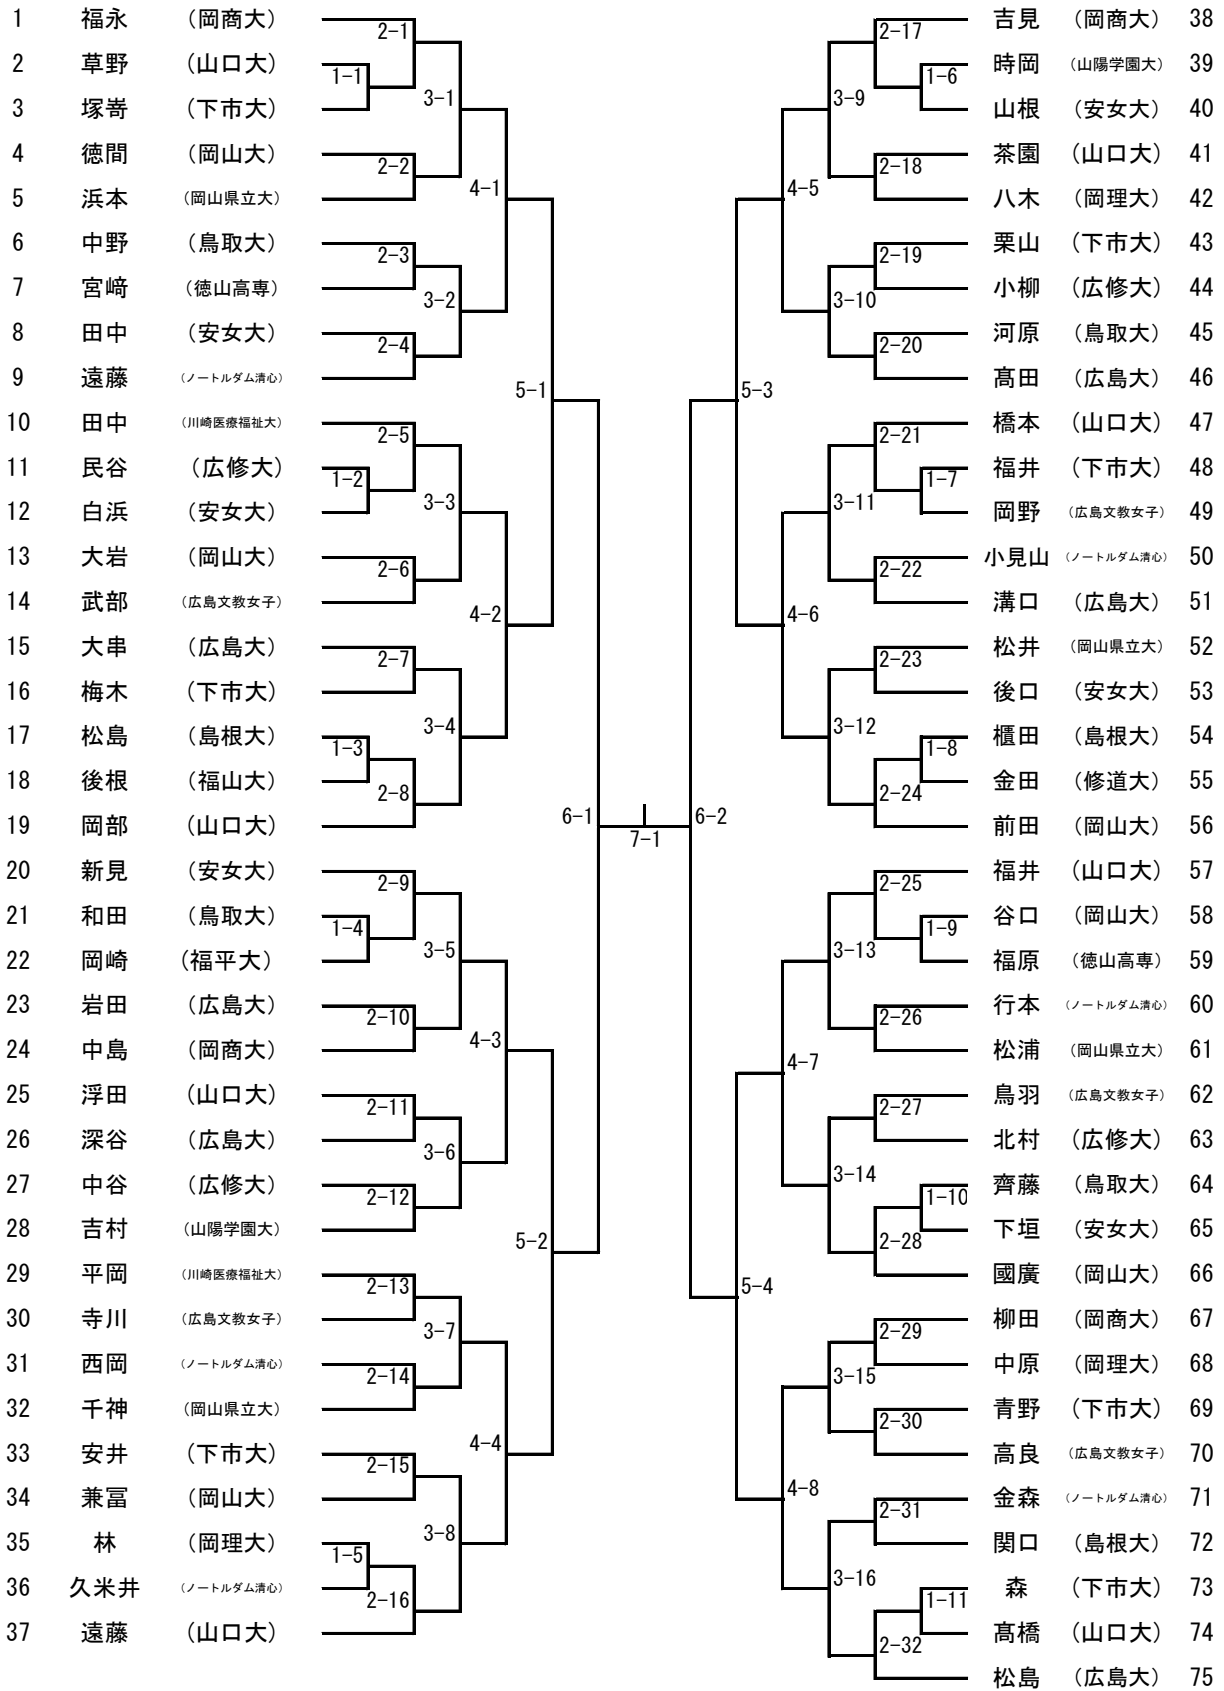 1 福永 (岡商大)
2 草野 (山口大)
3 塚嵜 (下市大)
4 徳間 (岡山大)
5 浜本 (岡山県立大)
6 中野 (鳥取大)
7 宮﨑 (徳山高専)
8 田中 (安女大)
9 遠藤 (ノートルダム清心)
10 田中 (川崎医療福祉大)
11 民谷 (広修大)
12 白浜 (安女大)
13 大岩 (岡山大)
14 武部 (広島文教女子)
15 大串 (広島大)
16 梅木 (下市大)
17 松島 (島根大)
18 後根 (福山大)
19 岡部 (山口大)
20 新見 (安女大)
21 和田 (鳥取大)
22 岡崎 (福平大)
23 岩田 (広島大)
24 中島 (岡商大)
25 浮田 (山口大)
26 深谷 (広島大)
27 中谷 (広修大)
28 吉村 (山陽学園大)
29 平岡 (川崎医療福祉大)
30 寺川 (広島文教女子)
31 西岡 (ノートルダム清心)
32 千神 (岡山県立大)
33 安井 (下市大)
34 兼冨 (岡山大)
35 林 (岡理大)
36 久米井 (ノートルダム清心)
37 遠藤 (山口大)
1-1
1-2
1-3
1-4
1-5
2-1
2-2
2-3
2-4
2-5
2-6
2-7
2-8
2-9
2-10
2-11
2-12
2-13
2-14
2-15
2-16
3-1
3-2
3-3
3-4
3-5
3-6
3-7
3-8
4-1
4-2
4-3
4-4
5-1
5-2
6-1
7-1
6-2
5-3
5-4
4-5
4-6
4-7
4-8
3-9
3-10
3-11
3-12
3-13
3-14
3-15
3-16
2-17
2-18
2-19
2-20
2-21
2-22
2-23
2-24
2-25
2-26
2-27
2-28
2-29
2-30
2-31
2-32
1-6
1-7
1-8
1-9
1-10
1-11
吉見 (岡商大) 38
時岡 (山陽学園大) 39
山根 (安女大) 40
茶園 (山口大) 41
八木 (岡理大) 42
栗山 (下市大) 43
小柳 (広修大) 44
河原 (鳥取大) 45
髙田 (広島大) 46
橋本 (山口大) 47
福井 (下市大) 48
岡野 (広島文教女子) 49
小見山 (ノートルダム清心) 50
溝口 (広島大) 51
松井 (岡山県立大) 52
後口 (安女大) 53
櫃田 (島根大) 54
金田 (修道大) 55
前田 (岡山大) 56
福井 (山口大) 57
谷口 (岡山大) 58
福原 (徳山高専) 59
行本 (ノートルダム清心) 60
松浦 (岡山県立大) 61
鳥羽 (広島文教女子) 62
北村 (広修大) 63
齊藤 (鳥取大) 64
下垣 (安女大) 65
國廣 (岡山大) 66
柳田 (岡商大) 67
中原 (岡理大) 68
青野 (下市大) 69
高良 (広島文教女子) 70
金森 (ノートルダム清心) 71
関口 (島根大) 72
森 (下市大) 73
髙橋 (山口大) 74
松島 (広島大) 75